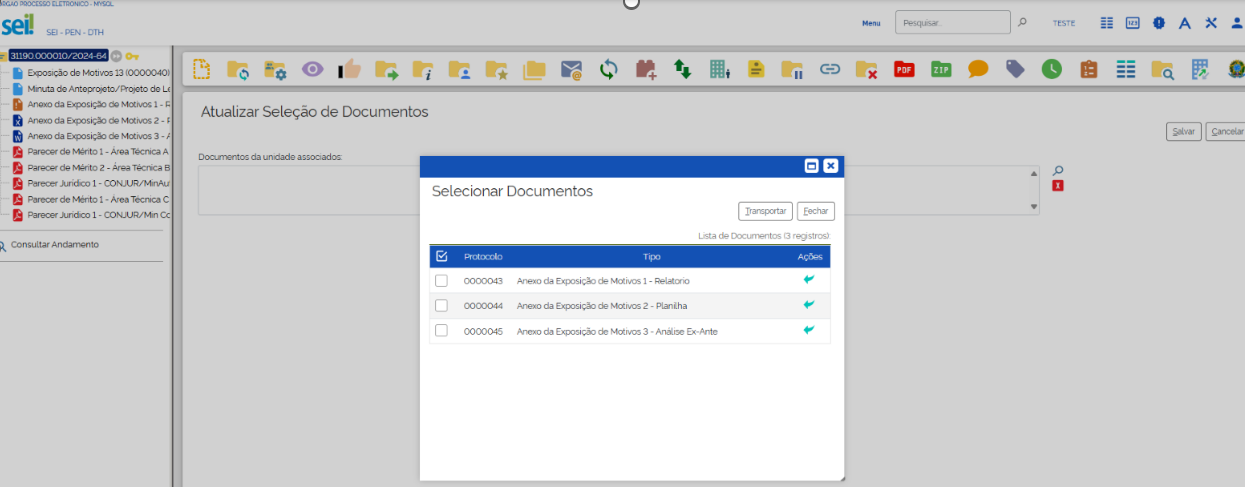 ÓRGÃO PROCESSO ELETRONICO - MYSQL
sei!
SEI - PEN - DTH
Menu
Pesquisar...
TESTE
123
31190.000010/2024-64
Exposição de Motivos 13 (0000040)
Minuta de Anteprojeto/Projeto de Le
Anexo da Exposição de Motivos 1 - R
Anexo da Exposição de Motivos 2 - P
Anexo da Exposição de Motivos 3 - A
Parecer de Mérito 1 - Área Técnica A
Parecer de Mérito 2 - Área Técnica B
Parecer Jurídico 1 - CONJUR/MinAu
Parecer de Mérito 1 - Área Técnica C
Parecer Jurídico 1 - CONJUR/Min Co
Consultar Andamento
PDF
ZIP
Atualizar Seleção de Documentos
Salvar
Cancelar
Documentos da unidade associados:
Selecionar Documentos
Transportar
Fechar
Lista de Documentos (3 registros):
Protocolo Tipo Ações
0000043 Anexo da Exposição de Motivos 1 - Relatorio
0000044 Anexo da Exposição de Motivos 2 - Planilha
0000045 Anexo da Exposição de Motivos 3 - Análise Ex-Ante